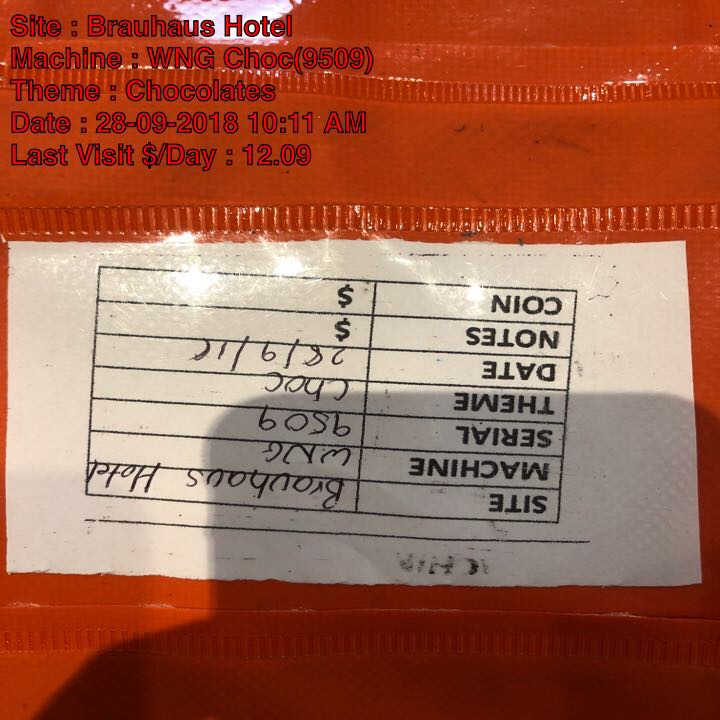 Site : Brauhaus Hotel
Machine : WNG Choc(9509)
Theme : Chocolates
Date : 28-09-2018 10:11 AM
Last Visit $/Day : 12.09
SITE Brauhaus Hotel
MACHINE WNG
SERIAL 9509
THEME Choc
DATE 28/9/18
NOTES $
COIN $